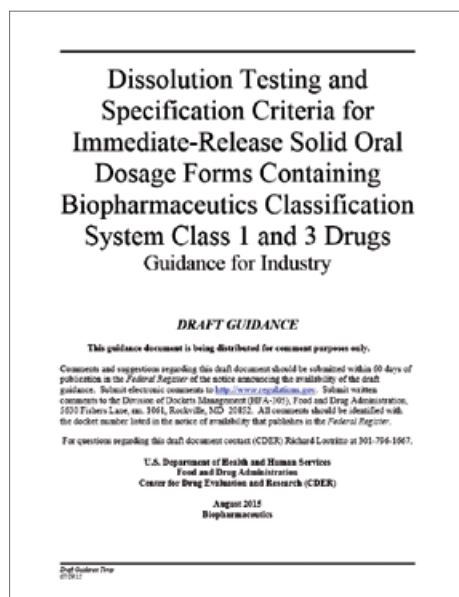 Dissolution Testing and
Specification Criteria for
Immediate-Release Solid Oral
Dosage Forms Containing
Biopharmaceutics Classification
System Class 1 and 3 Drugs
Guidance for Industry
DRAFT GUIDANCE
This guidance document is being distributed for comment purposes only.
Comments and suggestions regarding this draft document should be submitted within 60 days of
publication in the Federal Register of the notice announcing the availability of the draft
guidance. Submit electronic comments to http://www.regulations.gov. Submit written
comments to the Division of Dockets Management (HFA-305), Food and Drug Administration,
5630 Fishers Lane, rm. 1061, Rockville, MD 20852. All comments should be identified with
the docket number listed in the notice of availability that publishes in the Federal Register.
For questions regarding this draft document contact (CDER) Richard Lostritto at 301-796-1667.
U.S. Department of Health and Human Services
Food and Drug Administration
Center for Drug Evaluation and Research (CDER)
August 2015
Biopharmaceutics
Draft Guidance